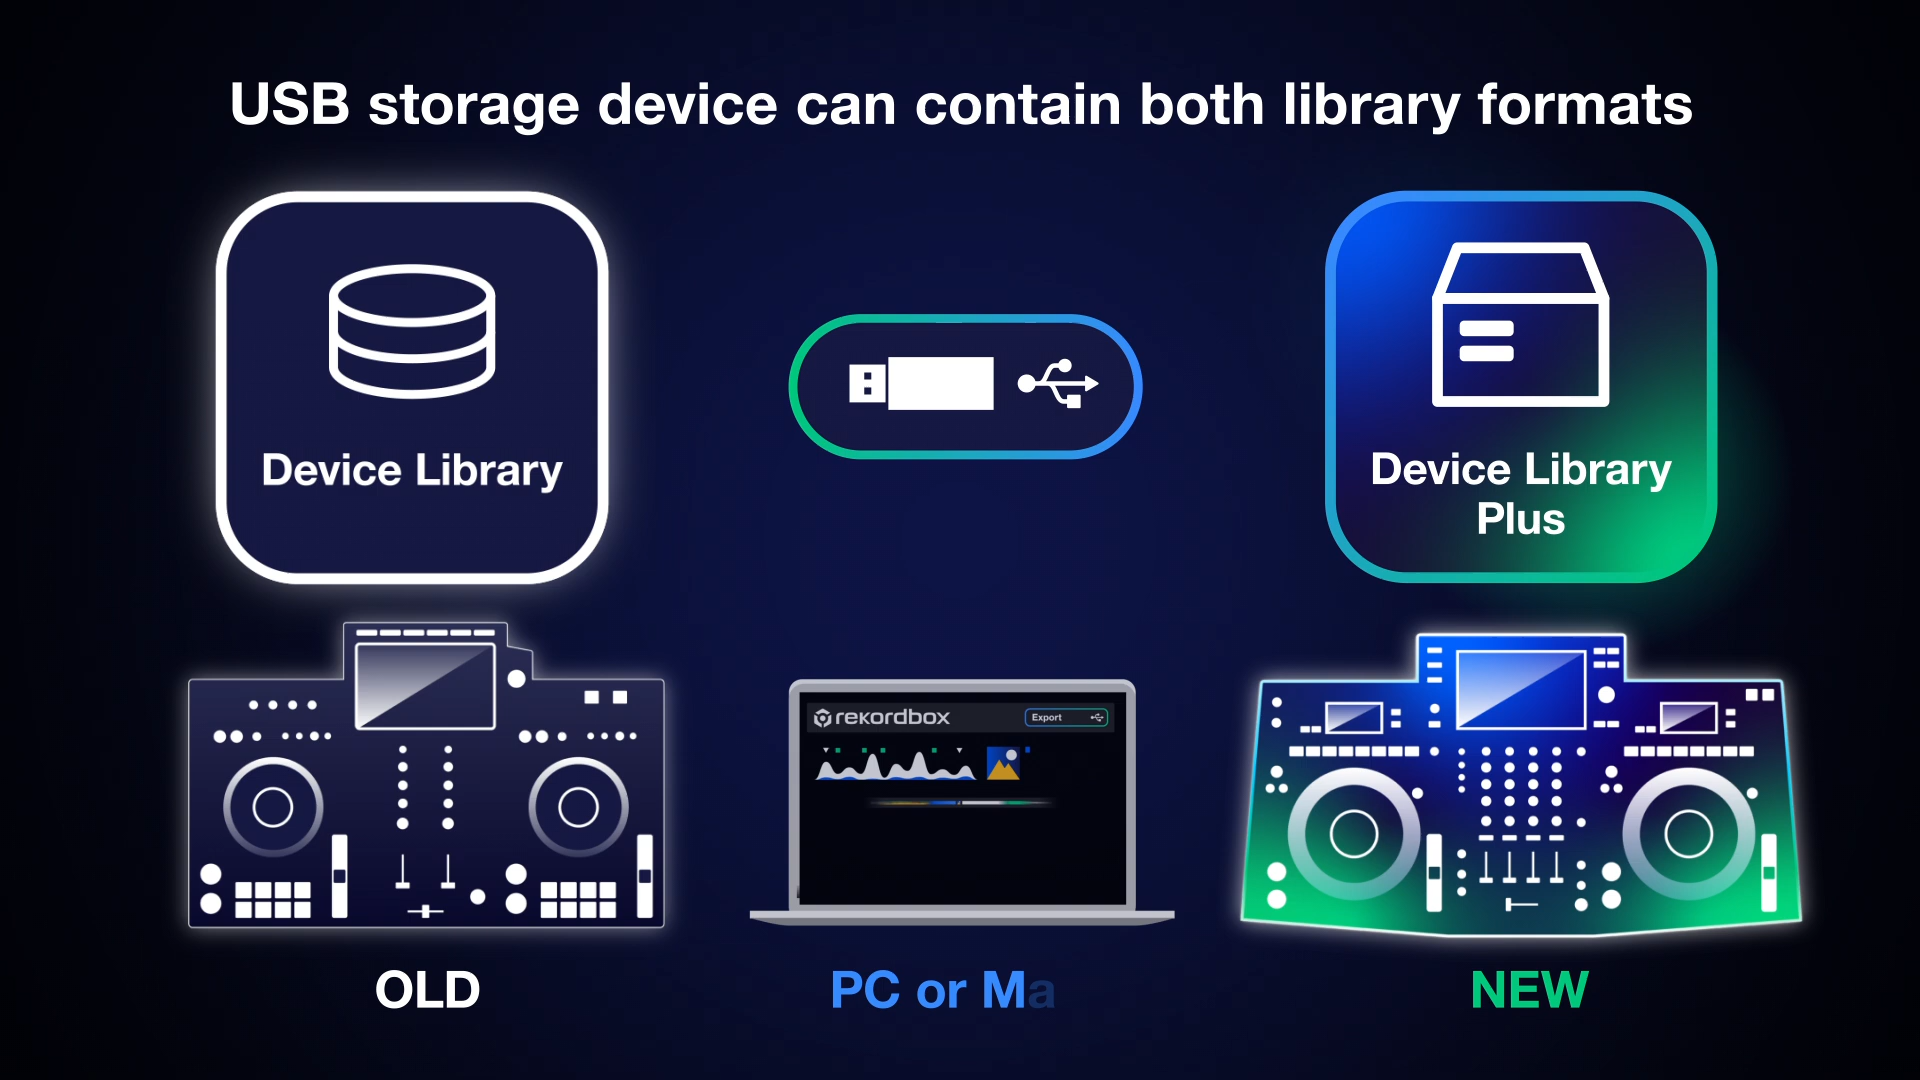 USB storage device can contain both library formats
Device Library
Device Library
Plus
rekordbox
Export
OLD
PC or Ma
NEW